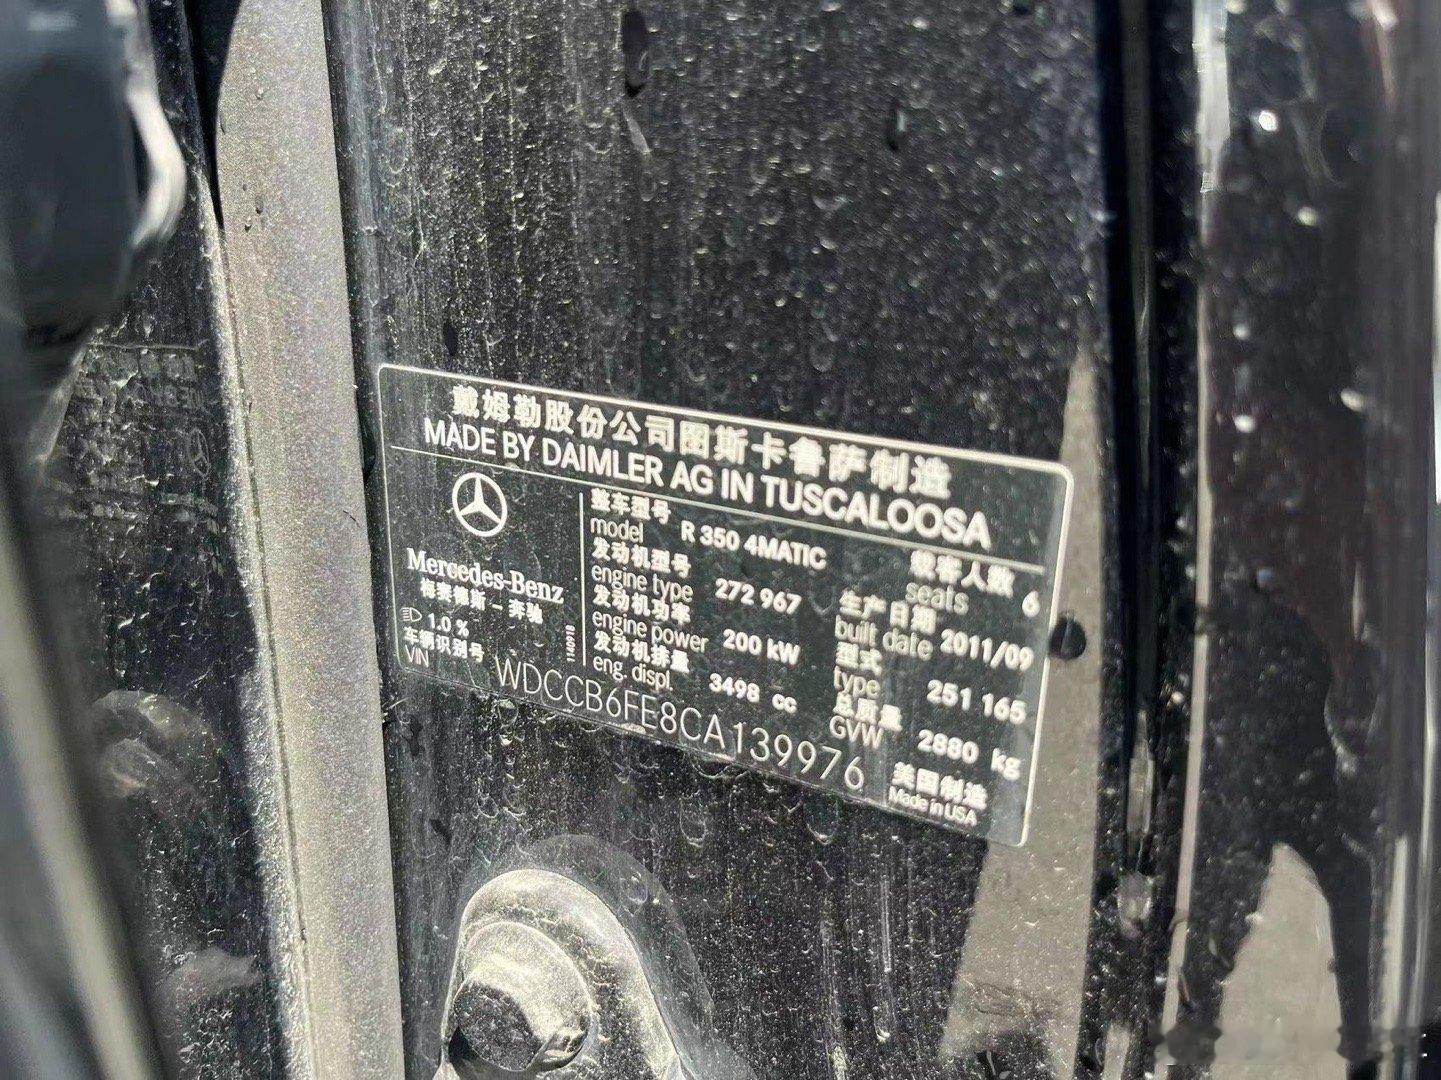 戴姆勒股份公司图斯卡鲁萨制造
MADE BY DAIMLER AG IN TUSCALOOSA
Mercedes-Benz
梅赛德斯-奔驰
1.0 %
整车型号
model R 350 4MATIC
发动机型号
engine type 272 967
发动机功率
engine power 200 kW
发动机排量
eng. displ. 3498 cc
乘客人数
seats 6
生产日期
built date 2011/09
型式
type 251 165
总质量
GVW 2880 kg
车辆识别号
VIN WDCCB6FE8CA139976
美国制造
Made in USA